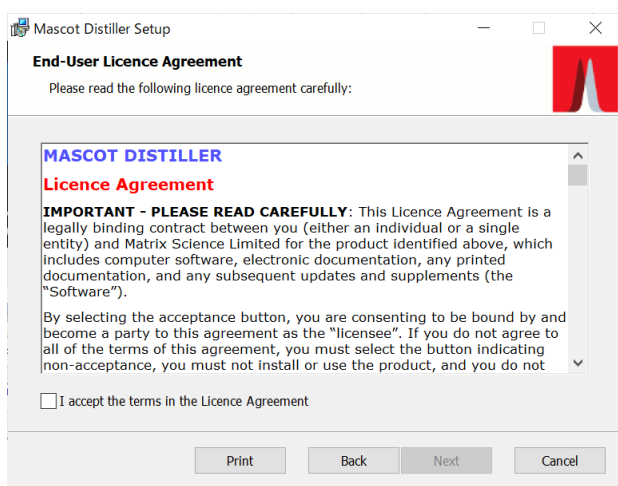 Mascot Distiller Setup
End-User Licence Agreement
Please read the following licence agreement carefully:
MASCOT DISTILLER
Licence Agreement
IMPORTANT - PLEASE READ CAREFULLY: This Licence Agreement is a
legally binding contract between you (either an individual or a single
entity) and Matrix Science Limited for the product identified above, which
includes computer software, electronic documentation, any printed
documentation, and any subsequent updates and supplements (the
“Software”).
By selecting the acceptance button, you are consenting to be bound by and
become a party to this agreement as the “licensee”. If you do not agree to
all of the terms of this agreement, you must select the button indicating
non-acceptance, you must not install or use the product, and you do not
I accept the terms in the Licence Agreement
Print Back Next Cancel